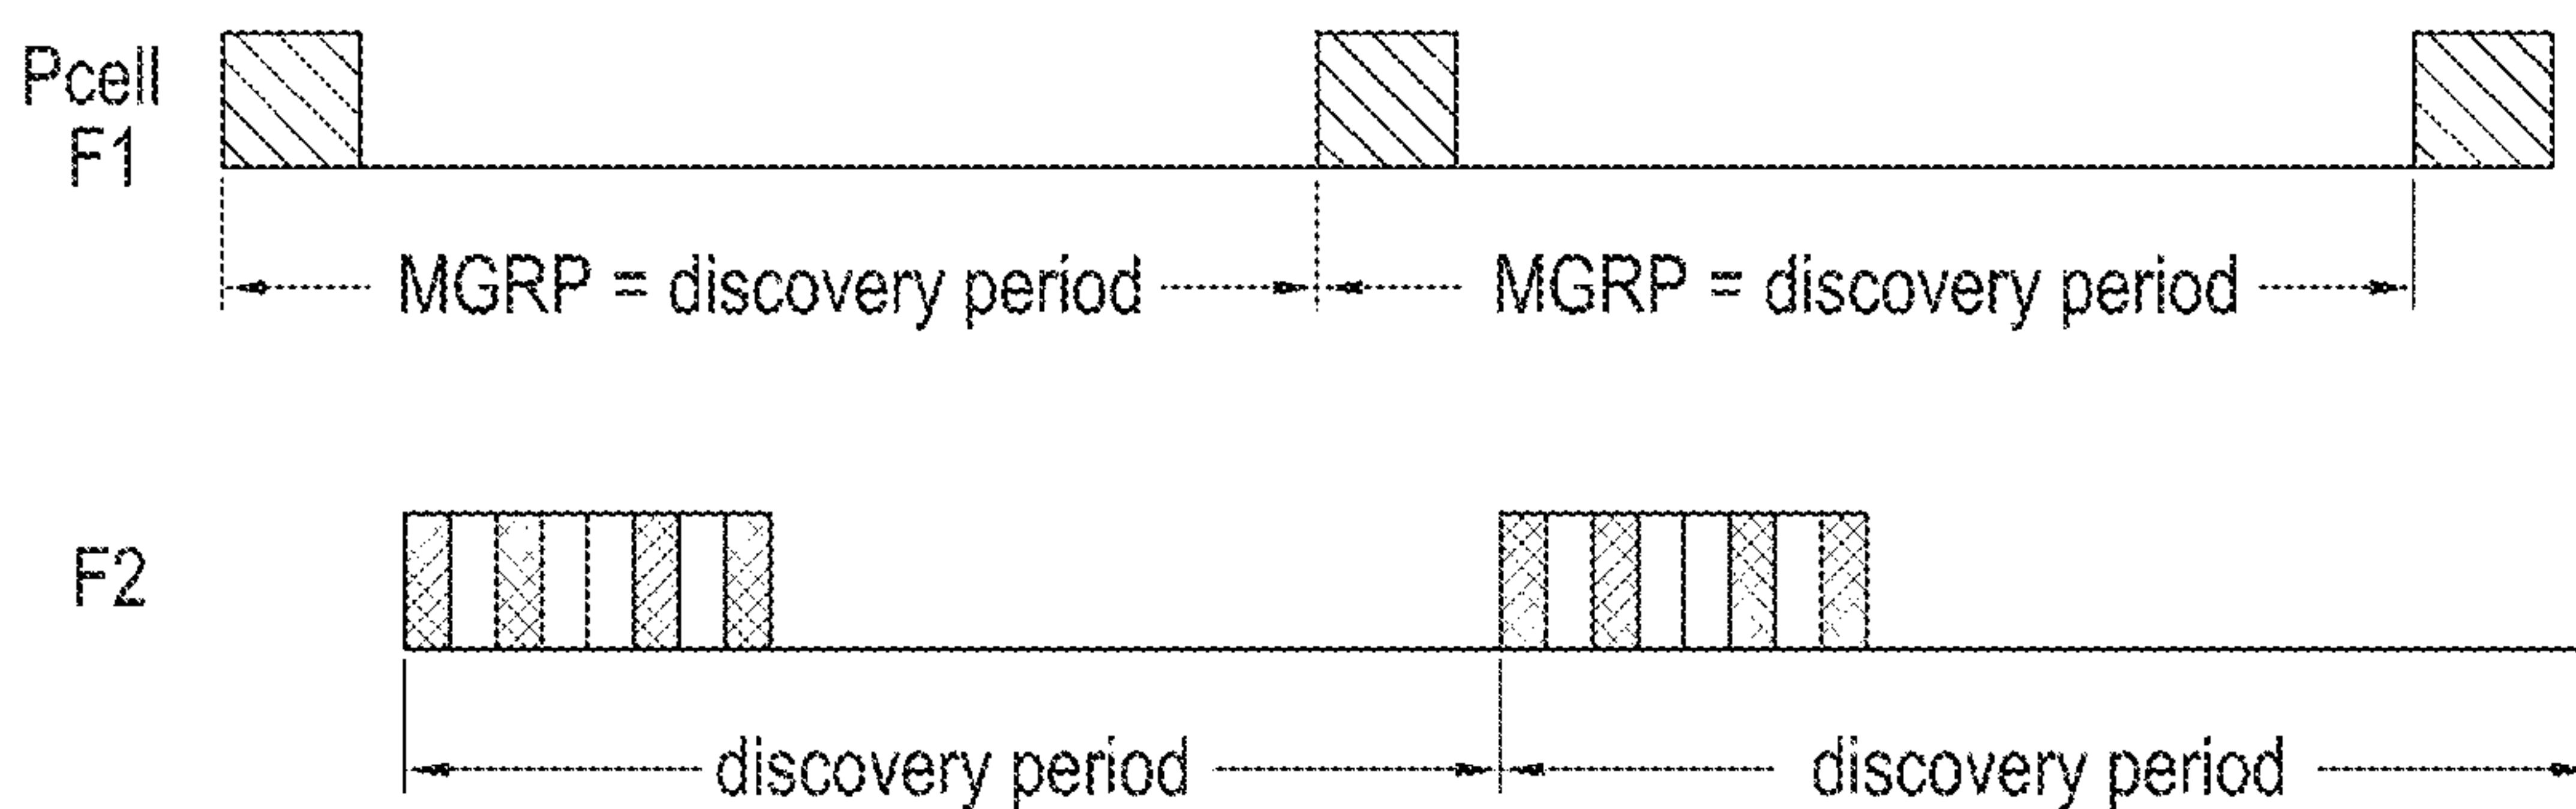 Pcell
F1
MGRP = discovery period
MGRP = discovery period
F2
discovery period
discovery period